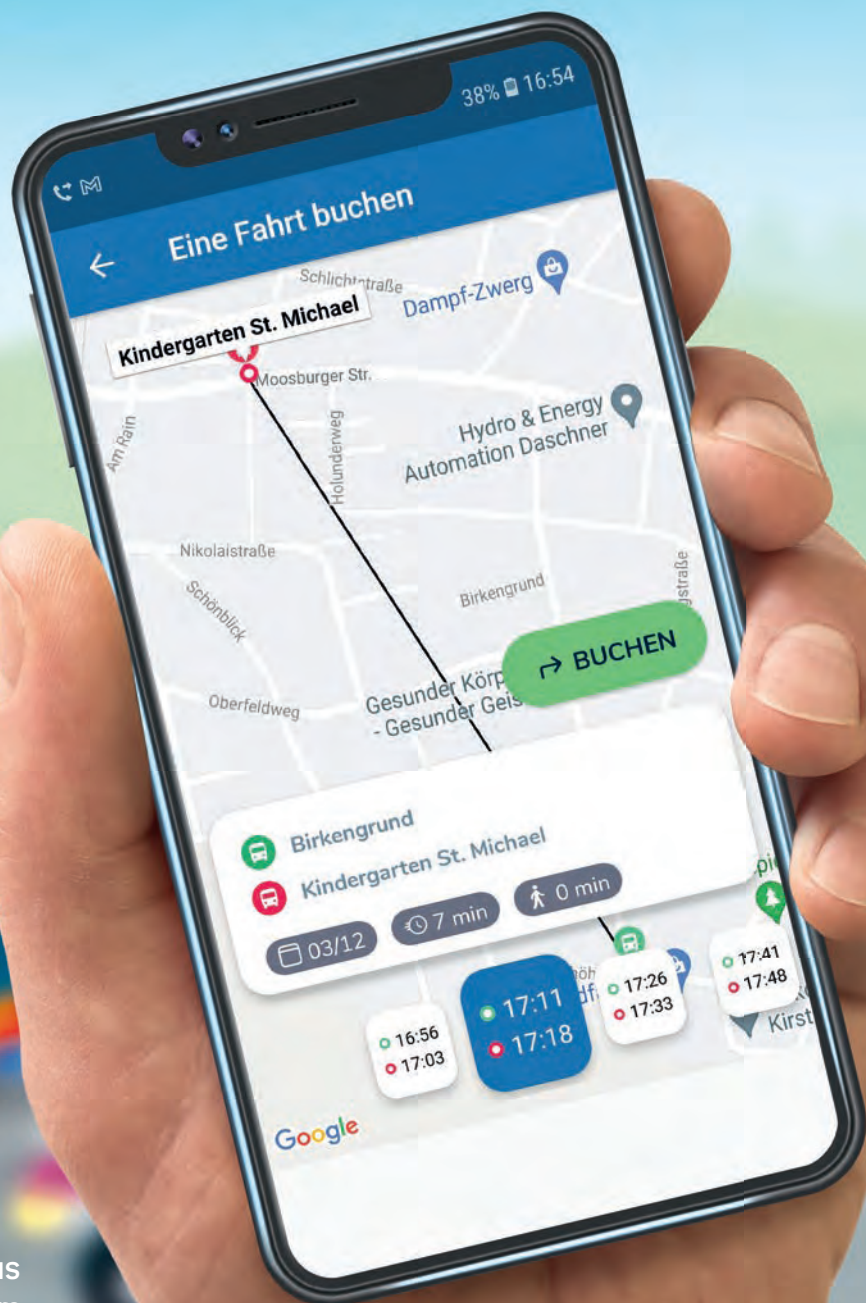 38% 16:54
Eine Fahrt buchen
Schlichtstraße
Dampf-Zwerg
Kindergarten St. Michael
Moosburger Str.
Am Rain
Holunderweg
Hydro & Energy
Automation Daschner
Nikolaistraße
Schönblick
Birkengrund
BUCHEN
Oberfeldweg
Gesunder
- Gesunder
Birkengrund
Kindergarten St. Michael
03/12
7 min
0 min
16:56
17:03
17:11
17:18
17:26
17:33
17:41
17:48
Google